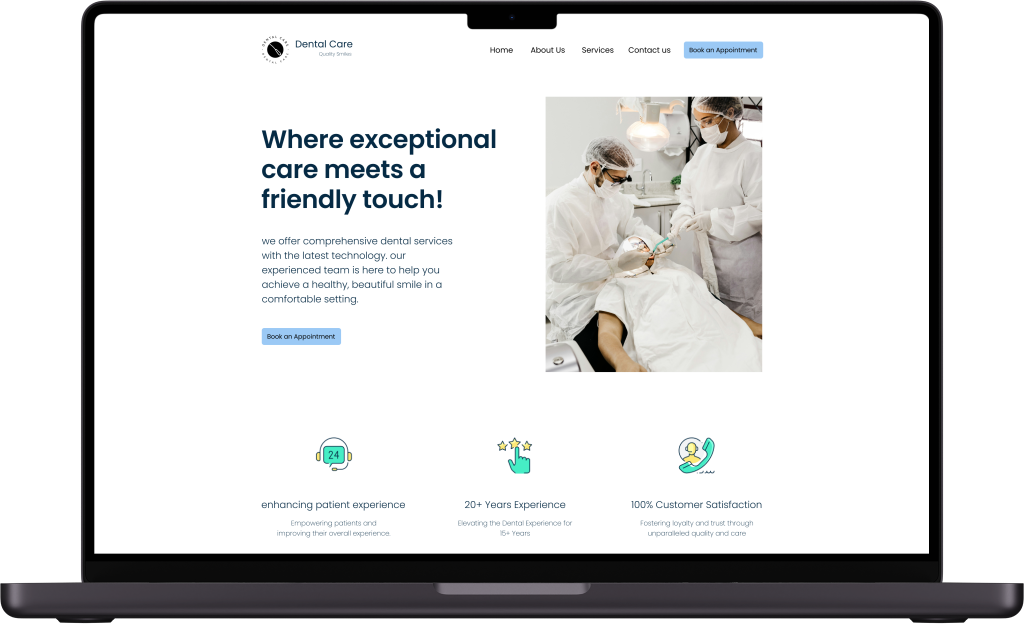 DENTAL CARE
DENTAL CARE
Dental Care
Quality Smiles
Home About Us Services Contact us Book an Appointment
Where exceptional
care meets a
friendly touch!
we offer comprehensive dental services
with the latest technology. our
experienced team is here to help you
achieve a healthy, beautiful smile in a
comfortable setting.
Book an Appointment
24
enhancing patient experience
Empowering patients and
improving their overall experience.
20+ Years Experience
Elevating the Dental Experience for
15+ Years
100% Customer Satisfaction
Fostering loyalty and trust through
unparalleled quality and care